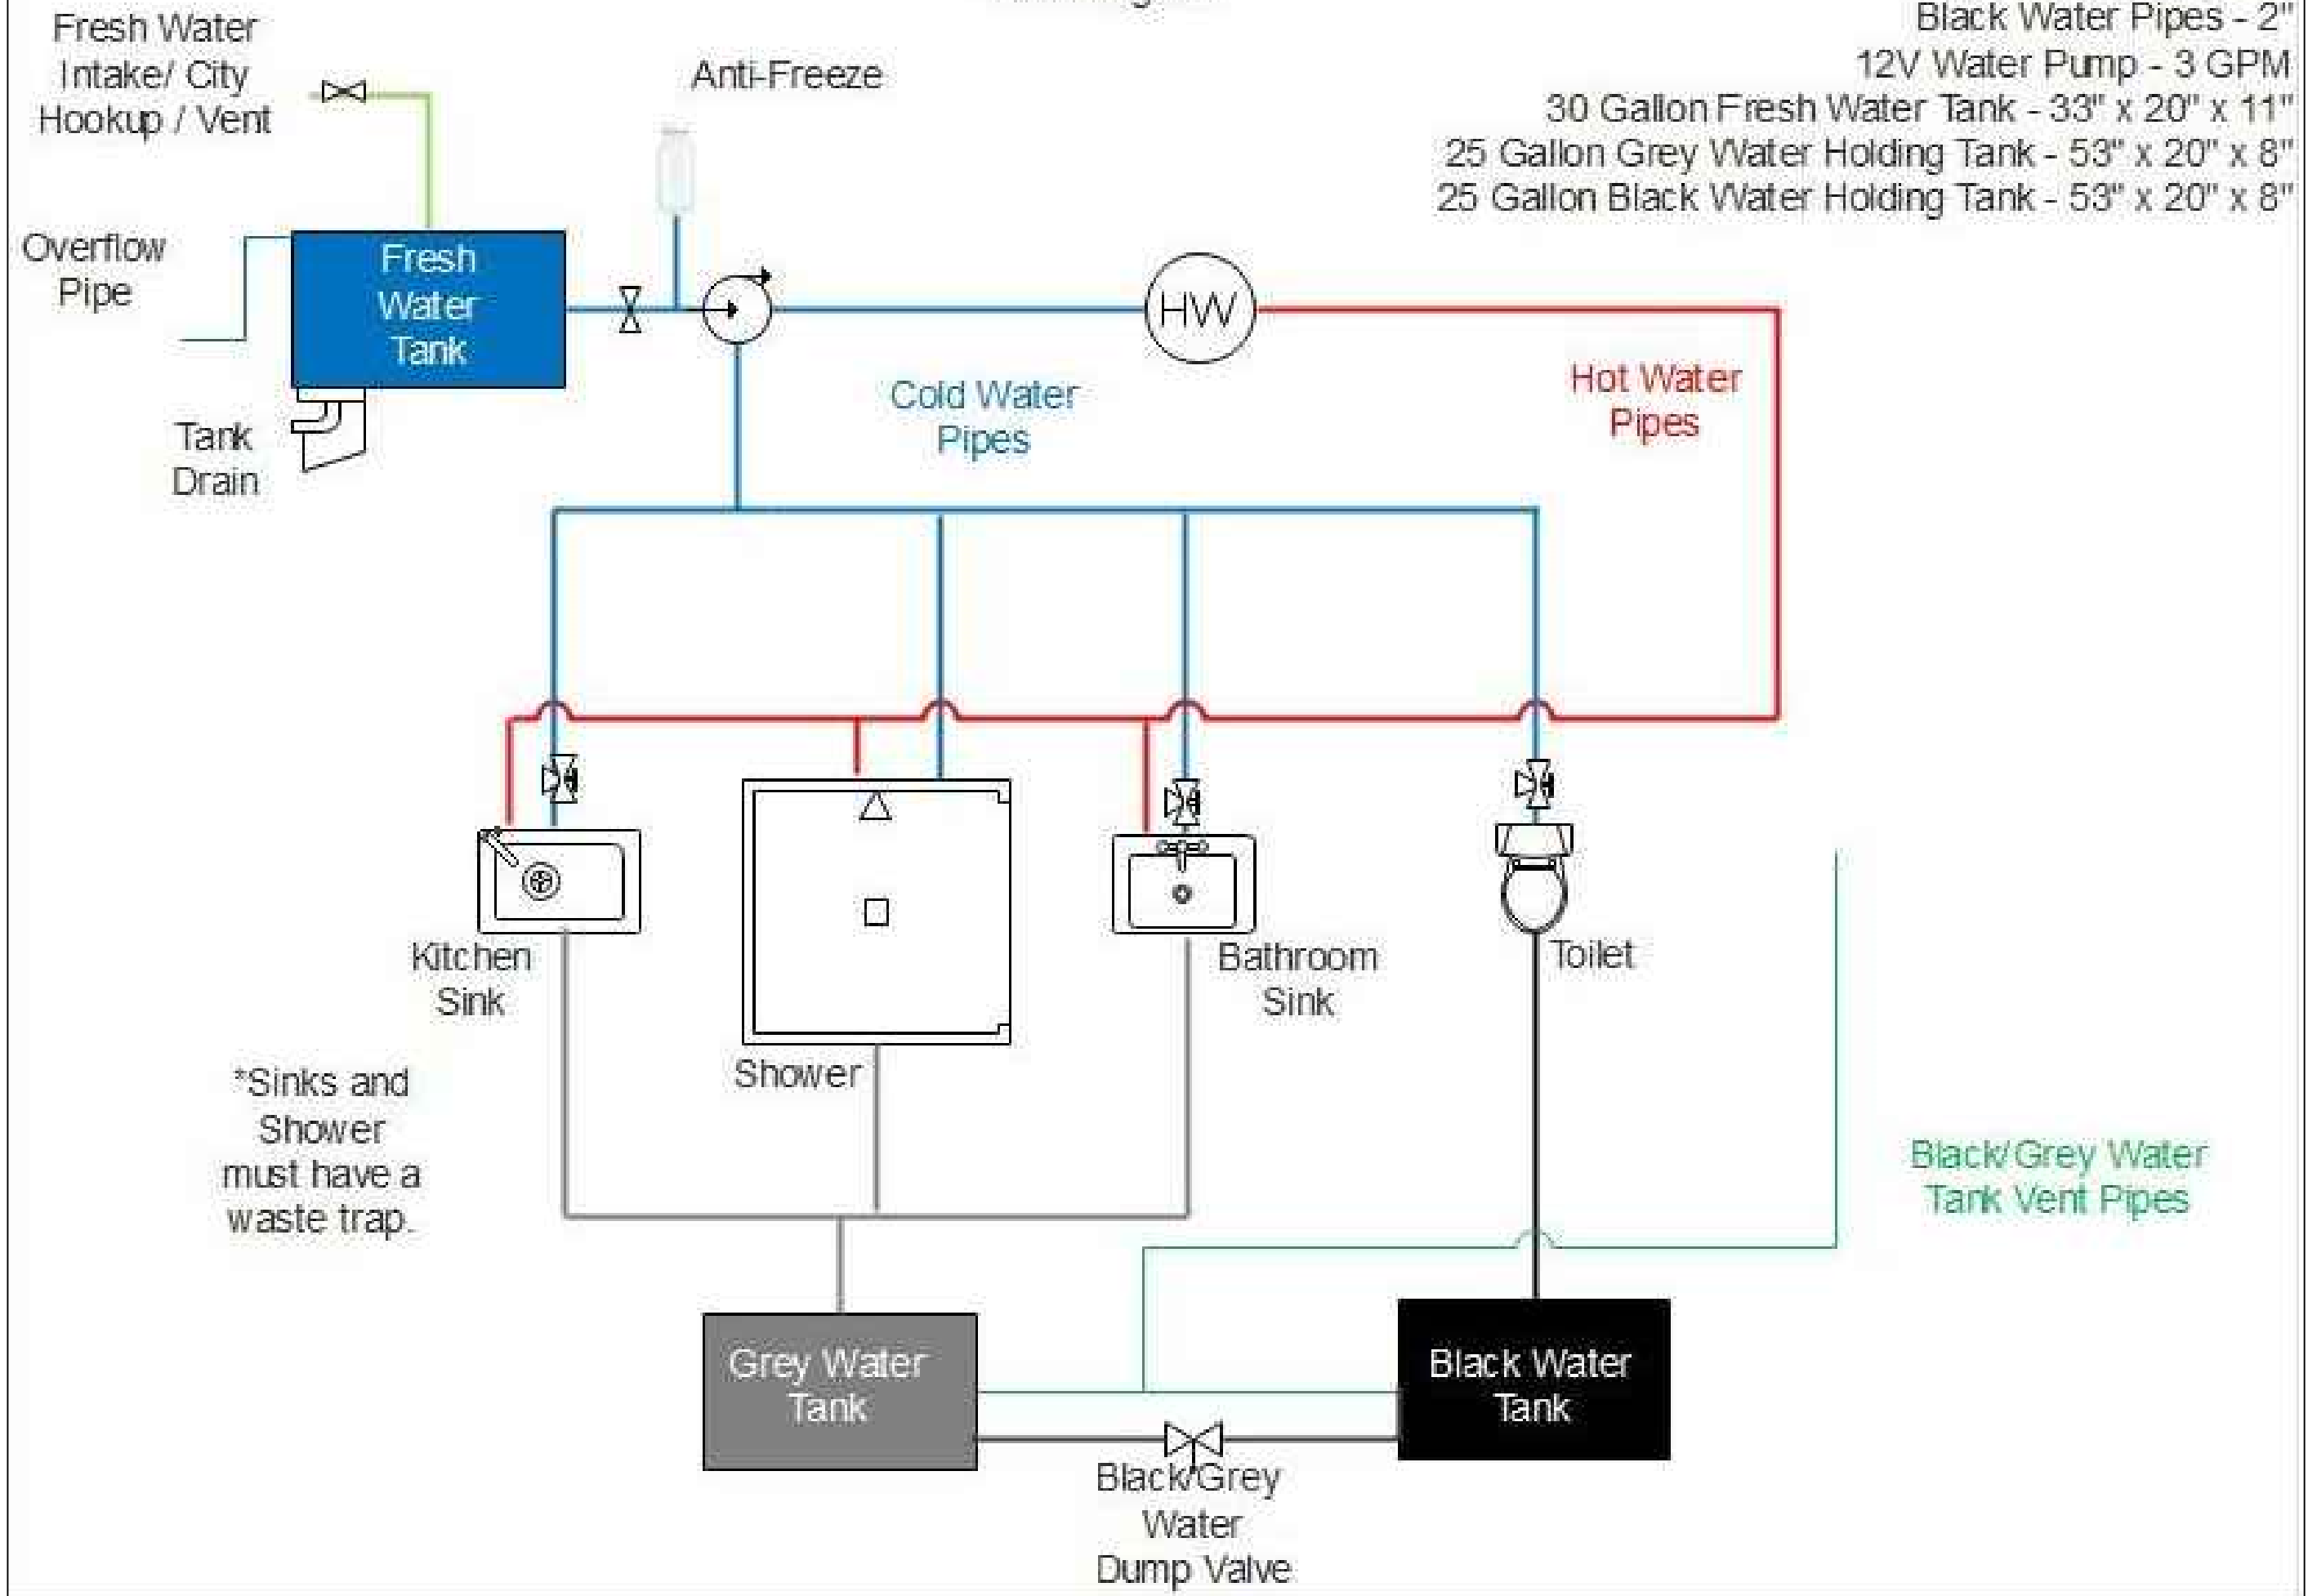 Fresh Water
Intake/ City
Hookup / Vent
Anti-Freeze
Black Water Pipes - 2"
12V Water Pump - 3 GPM
30 Gallon Fresh Water Tank - 33" x 20" x 11"
25 Gallon Grey Water Holding Tank - 53" x 20" x 8"
25 Gallon Black Water Holding Tank - 53" x 20" x 8"
Overflow
Pipe
Fresh
Water
Tank
HW
Tank
Drain
Cold Water
Pipes
Hot Water
Pipes
Kitchen
Sink
Shower
Bathroom
Sink
Toilet
*Sinks and
Shower
must have a
waste trap.
Black/Grey Water
Tank Vent Pipes
Grey Water
Tank
Black Water
Tank
Black/Grey
Water
Dump Valve